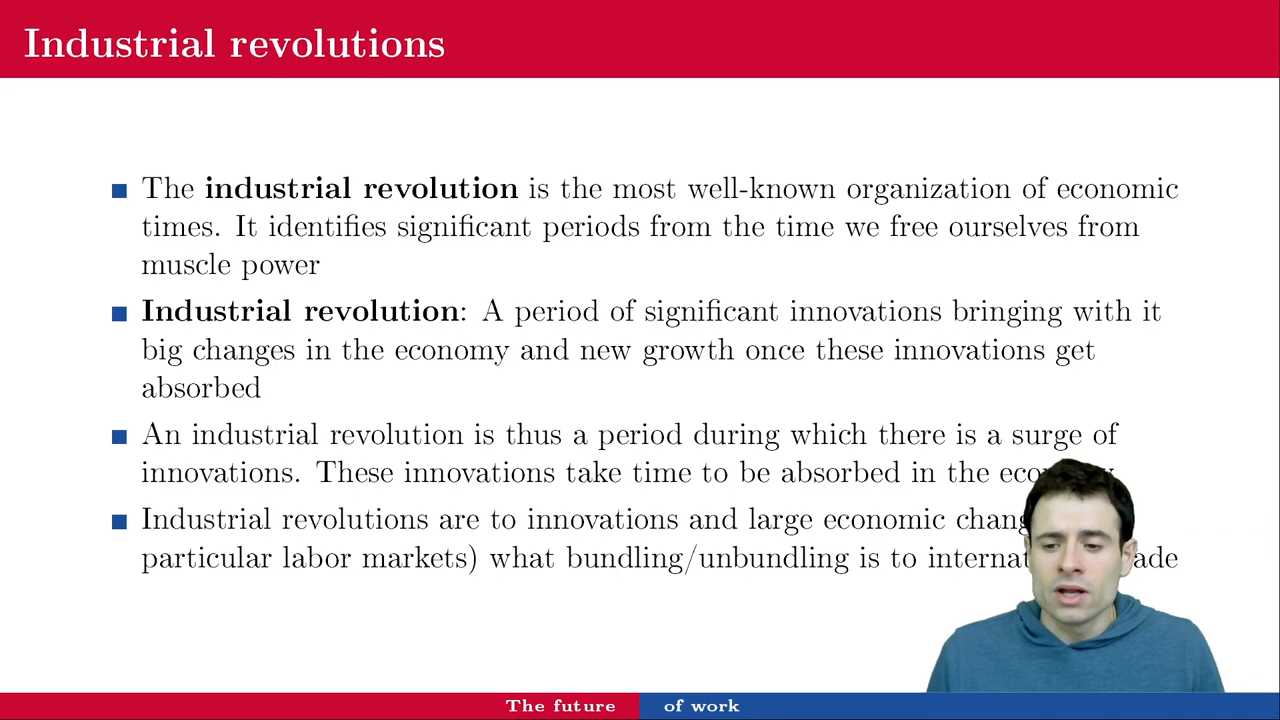 Industrial revolutions
The industrial revolution is the most well-known organization of economic
times. It identifies significant periods from the time we free ourselves from
muscle power
Industrial revolution: A period of significant innovations bringing with it
big changes in the economy and new growth once these innovations get
absorbed
An industrial revolution is thus a period during which there is a surge of
innovations. These innovations take time to be absorbed in the
Industrial revolutions are to innovations and large economic
particular labor markets) what bundling/unbundling is to
The future of work